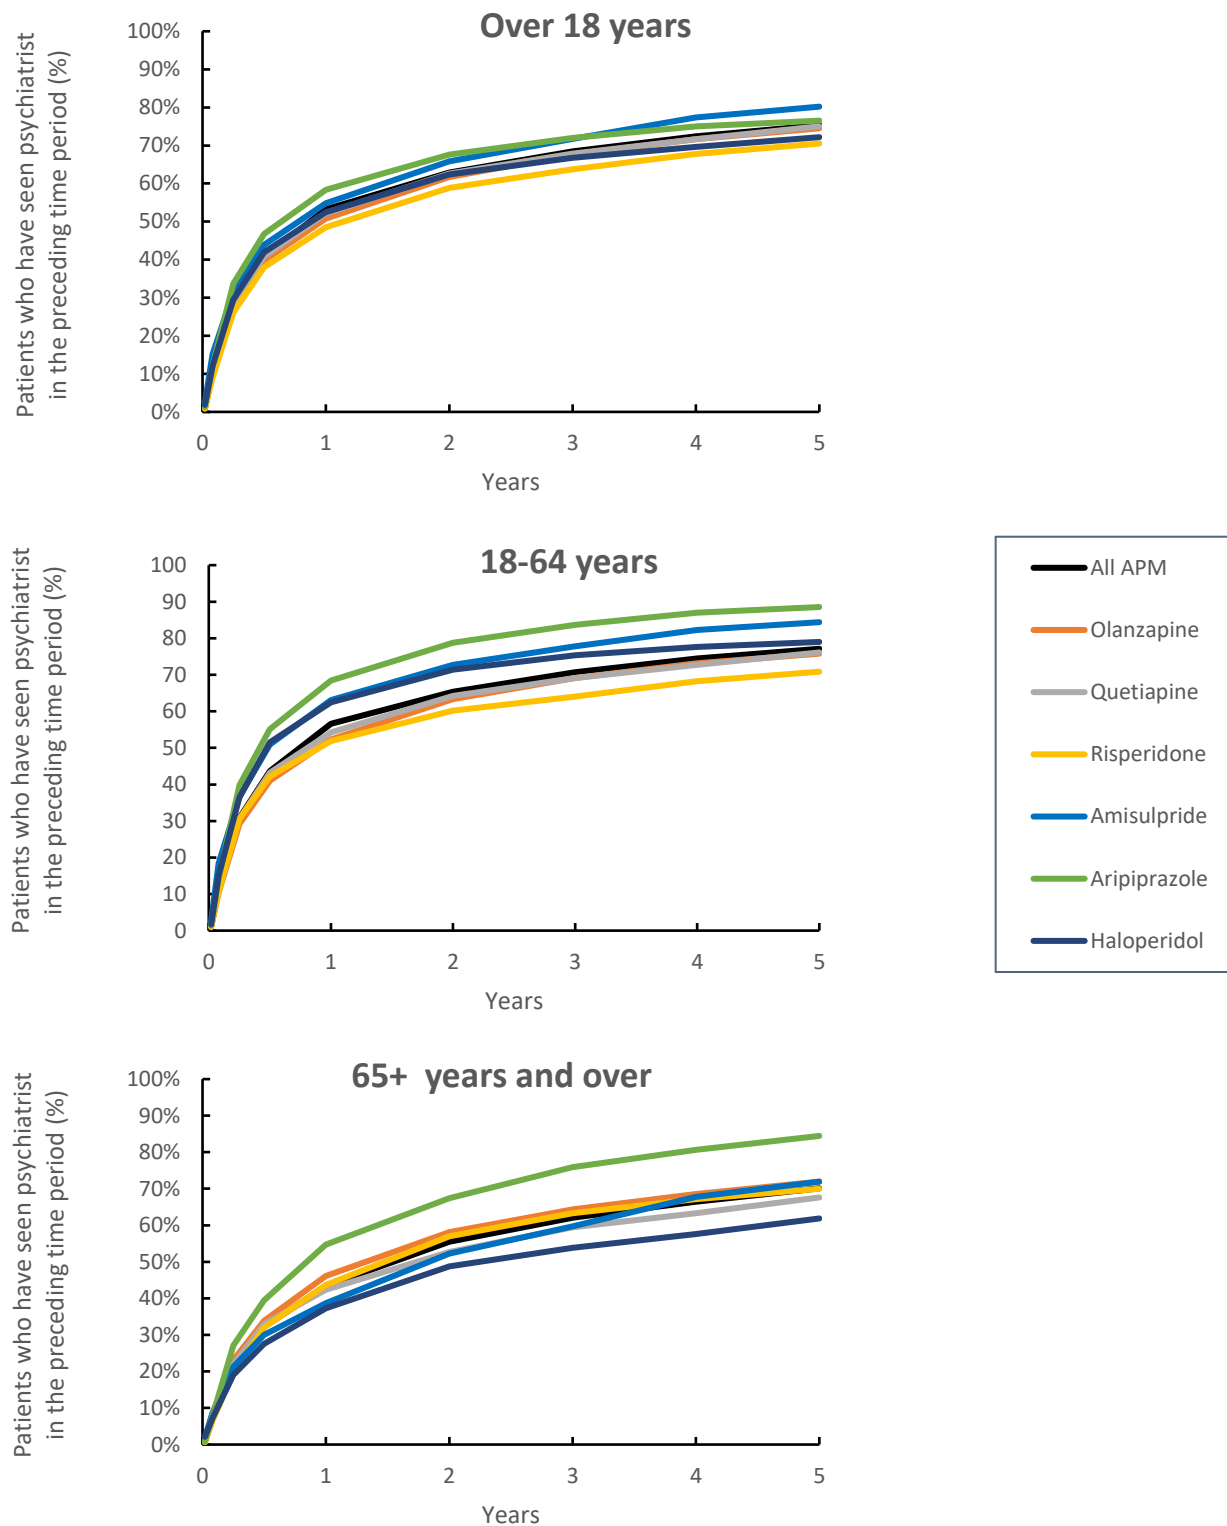 Over 18 years
Patients who have seen psychiatrist
in the preceding time period (%)
100%
90%
80%
70%
60%
50%
40%
30%
20%
10%
0%
0 1 2 3 4 5
Years
18-64 years
Patients who have seen psychiatrist
in the preceding time period (%)
100
90
80
70
60
50
40
30
20
10
0
0 1 2 3 4 5
Years
All APM
Olanzapine
Quetiapine
Risperidone
Amisulpride
Aripiprazole
Haloperidol
65+ years and over
Patients who have seen psychiatrist
in the preceding time period (%)
100%
90%
80%
70%
60%
50%
40%
30%
20%
10%
0%
0 1 2 3 4 5
Years